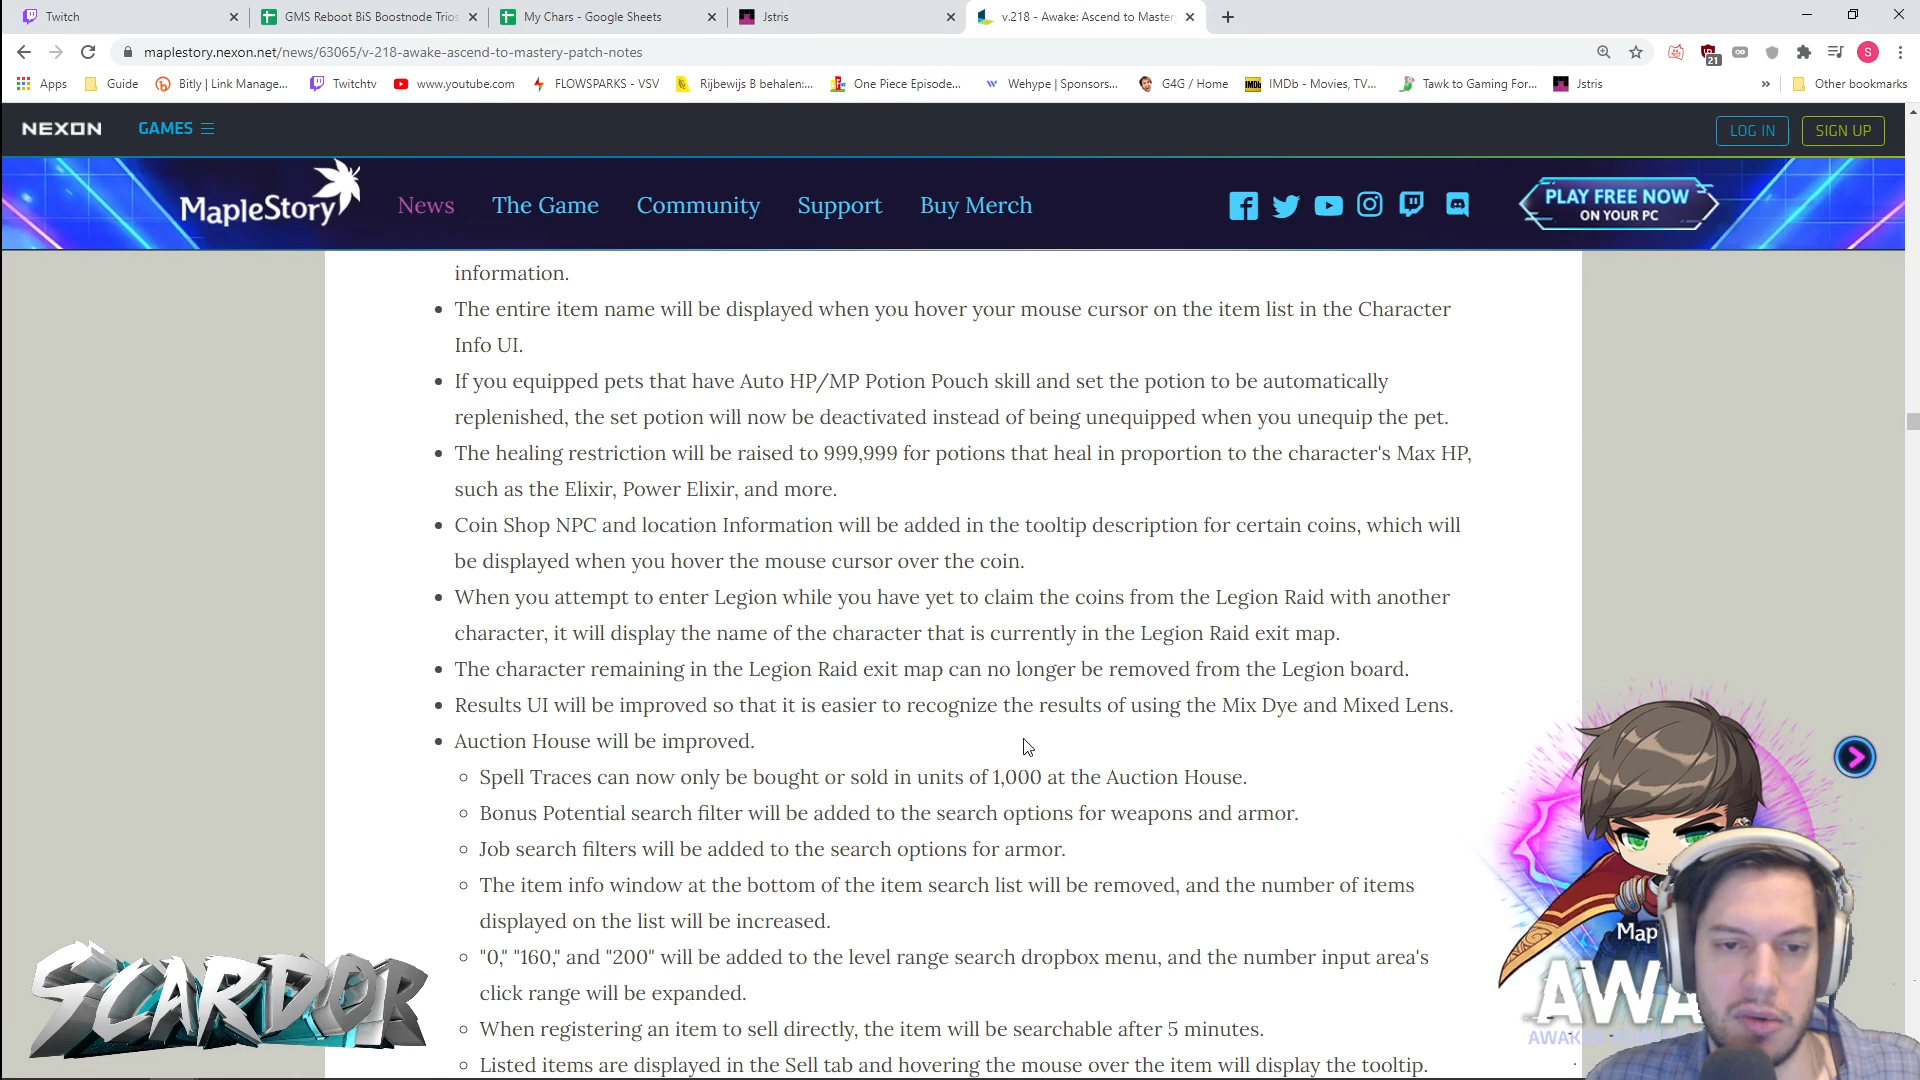 Twitch
GMS Reboot BiS Boostnode Trios
My Chars - Google Sheets
Jstris
v.218 - Awake: Ascend to Master
maplestory.nexon.net/news/63065/v-218-awake-ascend-to-mastery-patch-notes
21
S
Apps
Guide
Bitly | Link Manage...
Twitchtv
www.youtube.com
FLOWSPARKS - VSV
Rijbewijs B behalen:...
One Piece Episode...
Wehype | Sponsors...
G4G / Home
IMDb - Movies, TV...
Tawk to Gaming For...
Jstris
»
Other bookmarks
NEXON
GAMES
LOG IN
SIGN UP
MapleStory
News
The Game
Community
Support
Buy Merch
PLAY FREE NOW
ON YOUR PC
information.
The entire item name will be displayed when you hover your mouse cursor on the item list in the Character
Info UI.
If you equipped pets that have Auto HP/MP Potion Pouch skill and set the potion to be automatically
replenished, the set potion will now be deactivated instead of being unequipped when you unequip the pet.
The healing restriction will be raised to 999,999 for potions that heal in proportion to the character's Max HP,
such as the Elixir, Power Elixir, and more.
Coin Shop NPC and location Information will be added in the tooltip description for certain coins, which will
be displayed when you hover the mouse cursor over the coin.
When you attempt to enter Legion while you have yet to claim the coins from the Legion Raid with another
character, it will display the name of the character that is currently in the Legion Raid exit map.
The character remaining in the Legion Raid exit map can no longer be removed from the Legion board.
Results UI will be improved so that it is easier to recognize the results of using the Mix Dye and Mixed Lens.
Auction House will be improved.
Spell Traces can now only be bought or sold in units of 1,000 at the Auction House.
Bonus Potential search filter will be added to the search options for weapons and armor.
Job search filters will be added to the search options for armor.
The item info window at the bottom of the item search list will be removed, and the number of items
displayed on the list will be increased.
"0," "160," and "200" will be added to the level range search dropbox menu, and the number input area's
click range will be expanded.
When registering an item to sell directly, the item will be searchable after 5 minutes.
Listed items are displayed in the Sell tab and hovering the mouse over the item will display the tooltip.
SCARDOR
Map
AWA
AWAKE